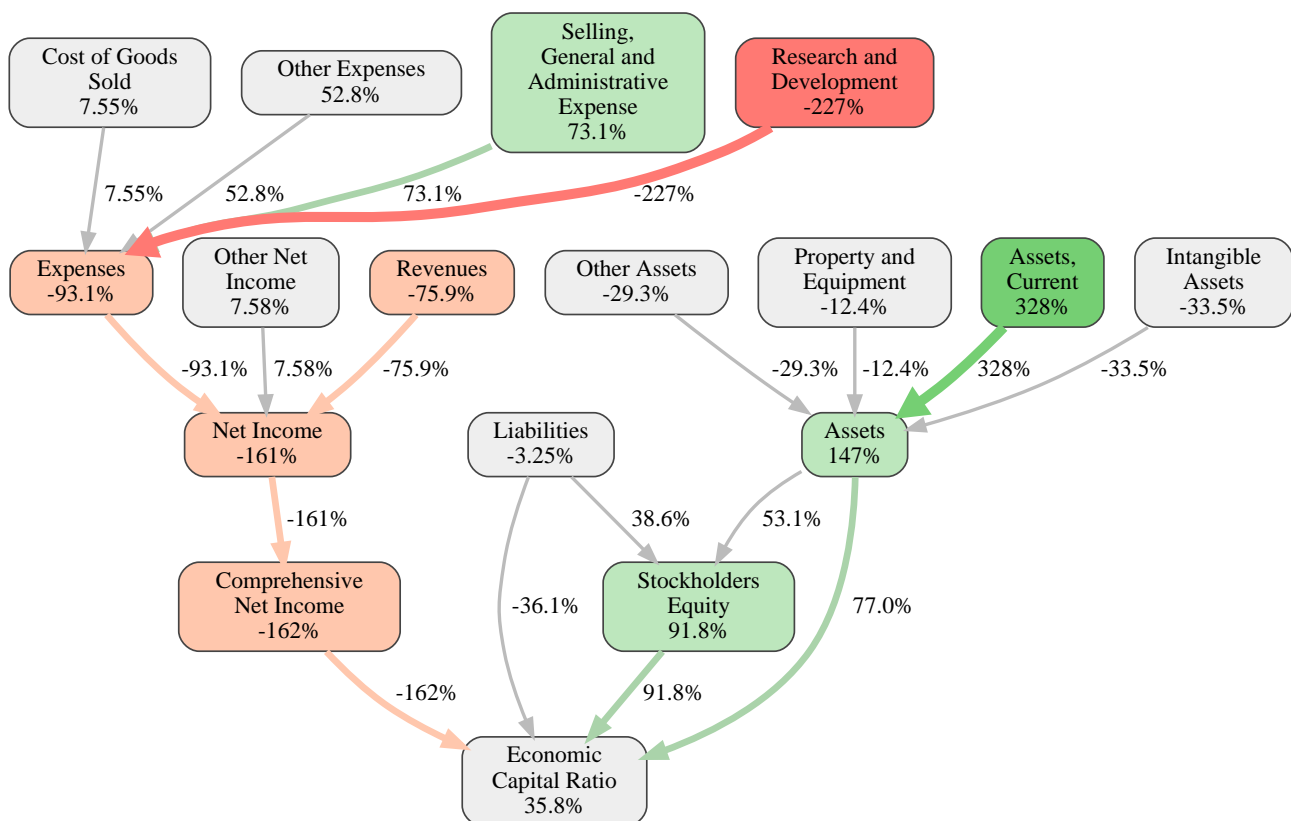 Cost of Goods
Sold
7.55%
Other Expenses
52.8%
Selling,
General and
Administrative
Expense
73.1%
Research and
Development
-227%
7.55%
52.8%
73.1%
-227%
Expenses
-93.1%
Other Net
Income
7.58%
Revenues
-75.9%
Other Assets
-29.3%
Property and
Equipment
-12.4%
Assets,
Current
328%
Intangible
Assets
-33.5%
-93.1%
7.58%
-75.9%
-29.3%
-12.4%
328%
-33.5%
Net Income
-161%
Liabilities
-3.25%
Assets
147%
-161%
38.6%
53.1%
Comprehensive
Net Income
-162%
-36.1%
Stockholders
Equity
91.8%
77.0%
-162%
91.8%
Economic
Capital Ratio
35.8%